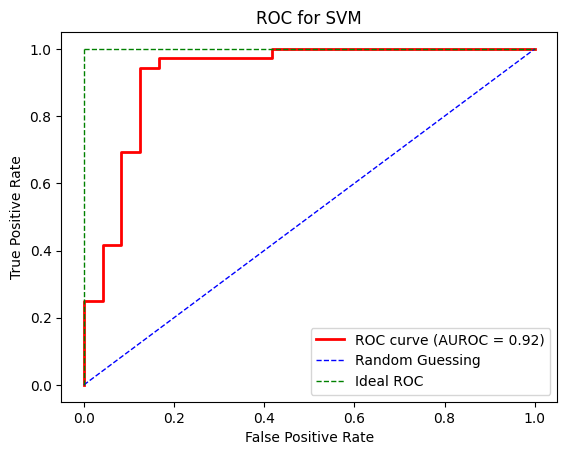 ROC for SVM
True Positive Rate
1.0
0.8
0.6
0.4
0.2
0.0
ROC curve (AUROC = 0.92)
Random Guessing
Ideal ROC
0.0 0.2 0.4 0.6 0.8 1.0
False Positive Rate